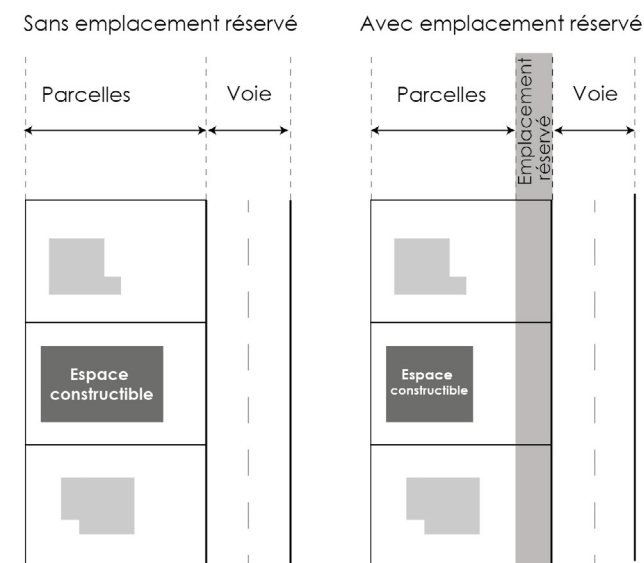 Sans emplacement réservé
Parcelles
Voie
Espace
constructible
Avec emplacement réservé
Parcelles
Emplacement
réservé
Voie
Espace
constructible